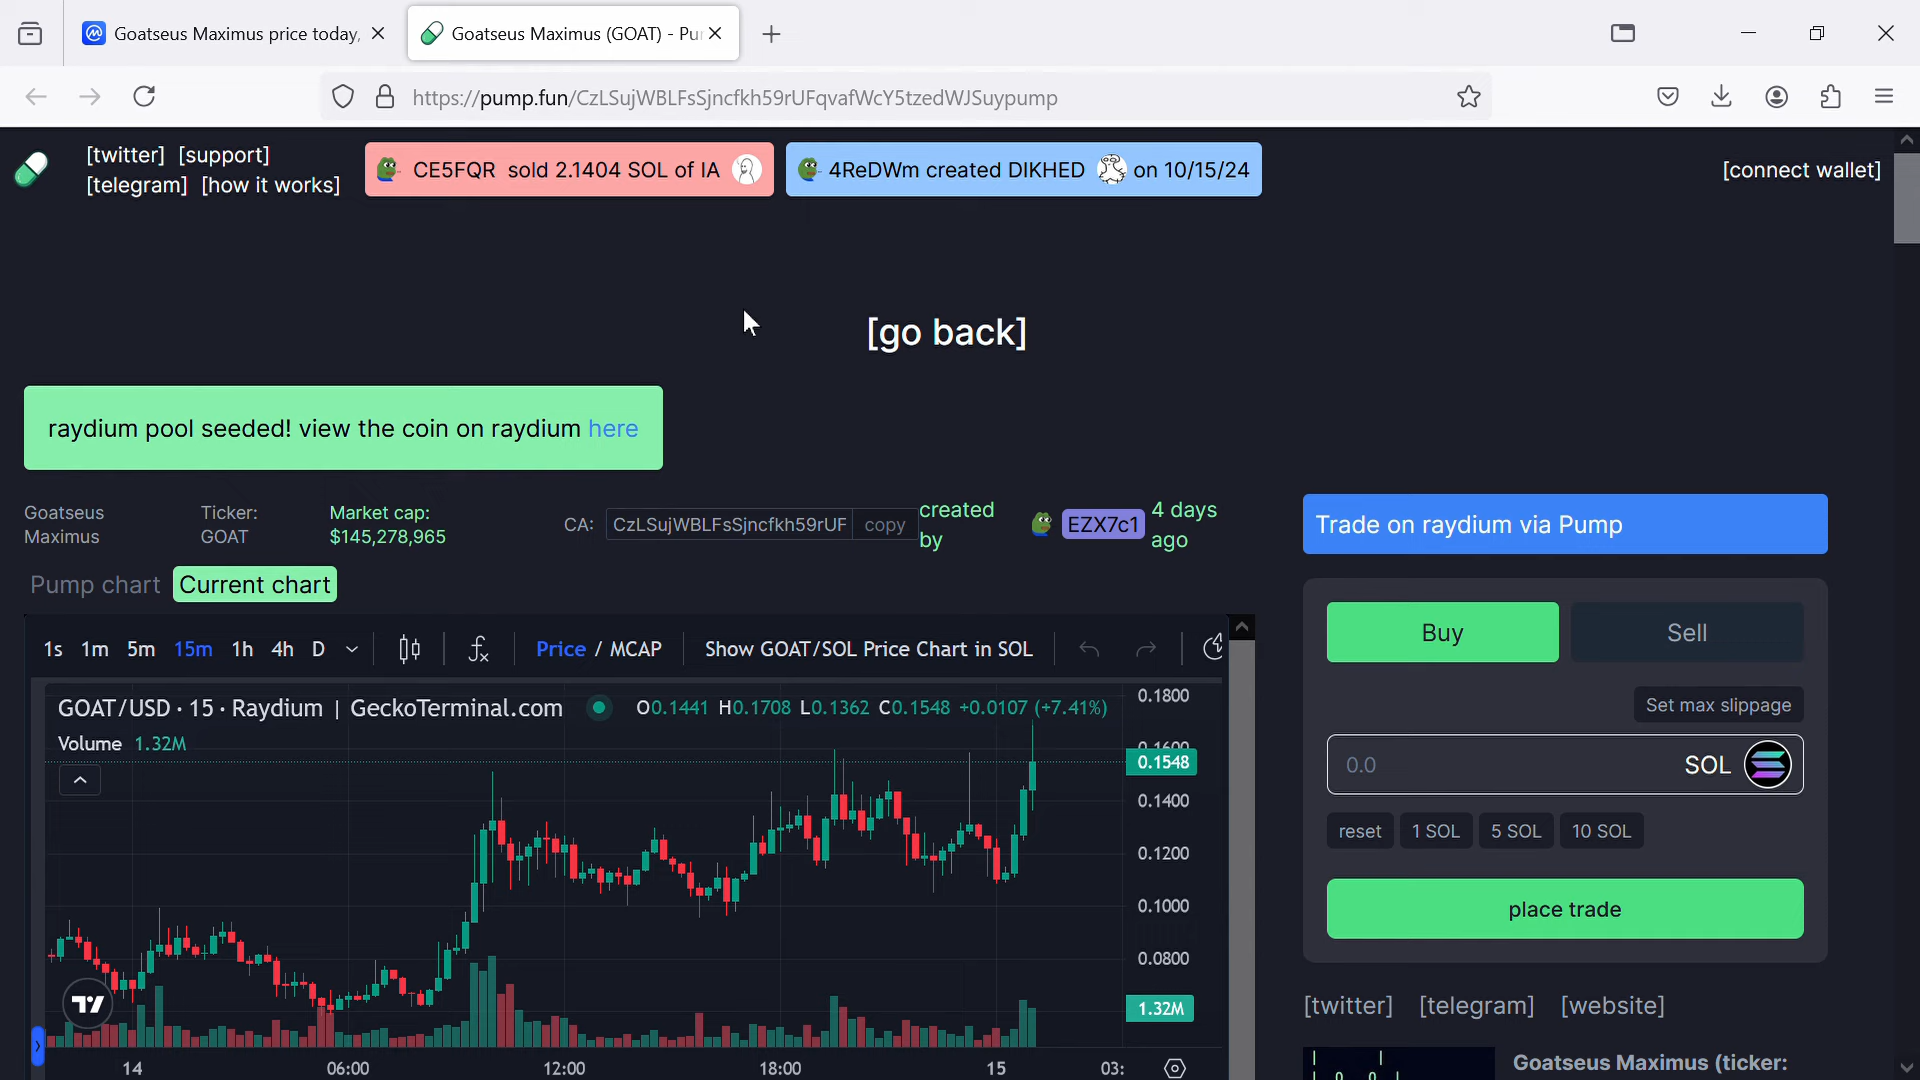 Goatseus Maximus price today,
Goatseus Maximus (GOAT) - Pu
https://pump.fun/CzLSujWBLFsSjncfkh59rUFqvafWcY5tzedWJSuypump
[twitter] [support]
[telegram] [how it works]
CE5FQR sold 2.1404 SOL of IA
4ReDWm created DIKHED on 10/15/24
[connect wallet]
[go back]
raydium pool seeded! view the coin on raydium here
Goatseus Maximus
Ticker: GOAT
Market cap: $145,278,965
CA: CzLSujWBLFsSjncfkh59rUF copy
created by EZX7c1 4 days ago
Trade on raydium via Pump
Pump chart Current chart
Buy Sell
1s 1m 5m 15m 1h 4h D
Price / MCAP
Show GOAT/SOL Price Chart in SOL
GOAT/USD · 15 · Raydium | GeckoTerminal.com
O0.1441 H0.1708 L0.1362 C0.1548 +0.0107 (+7.41%)
Volume 1.32M
0.1800
0.1600
0.1548
0.1400
0.1200
0.1000
0.0800
1.32M
14 06:00 12:00 18:00 15 03:
Set max slippage
0.0 SOL
reset 1 SOL 5 SOL 10 SOL
place trade
[twitter] [telegram] [website]
Goatseus Maximus (ticker: